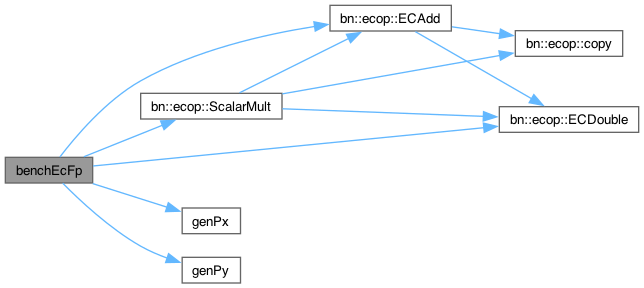 bn::ecop::ECAdd
bn::ecop::copy
bn::ecop::ScalarMult
bn::ecop::ECDouble
benchEcFp
genPx
genPy